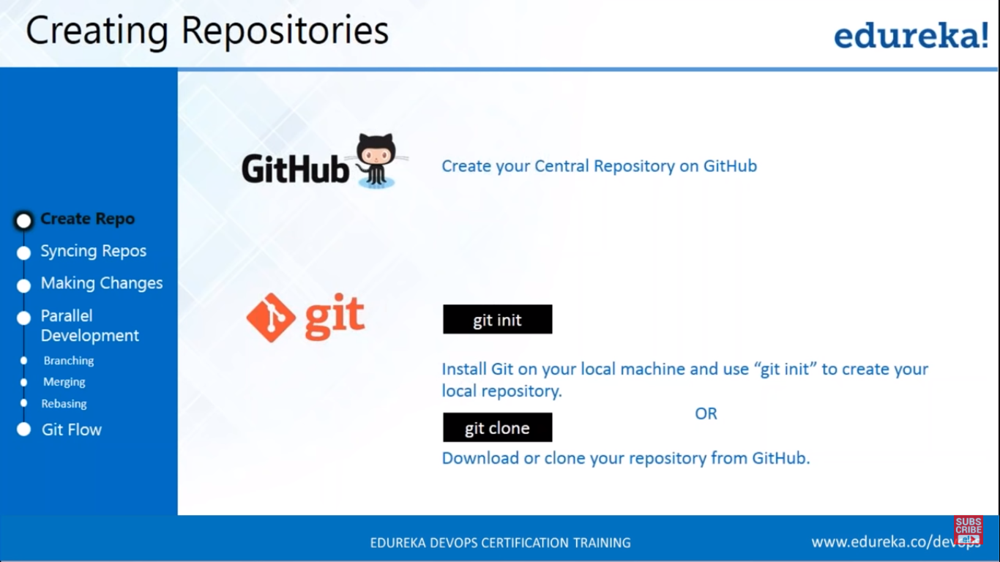 Creating Repositories
edureka!
Create Repo
Syncing Repos
Making Changes
Parallel
Development
Branching
Merging
Rebasing
Git Flow
GitHub
Create your Central Repository on GitHub
git
git init
Install Git on your local machine and use “git init” to create your
local repository.
OR
git clone
Download or clone your repository from GitHub.
EDUREKA DEVOPS CERTIFICATION TRAINING
www.edureka.co/devops
SUBS
CRIBE
e!